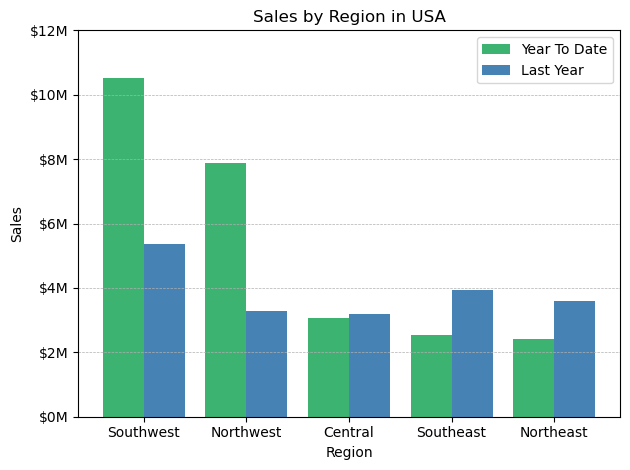 Sales by Region in USA
Year To Date
Last Year
$12M
$10M
$8M
$6M
$4M
$2M
$0M
Sales
Southwest
Northwest
Central
Southeast
Northeast
Region